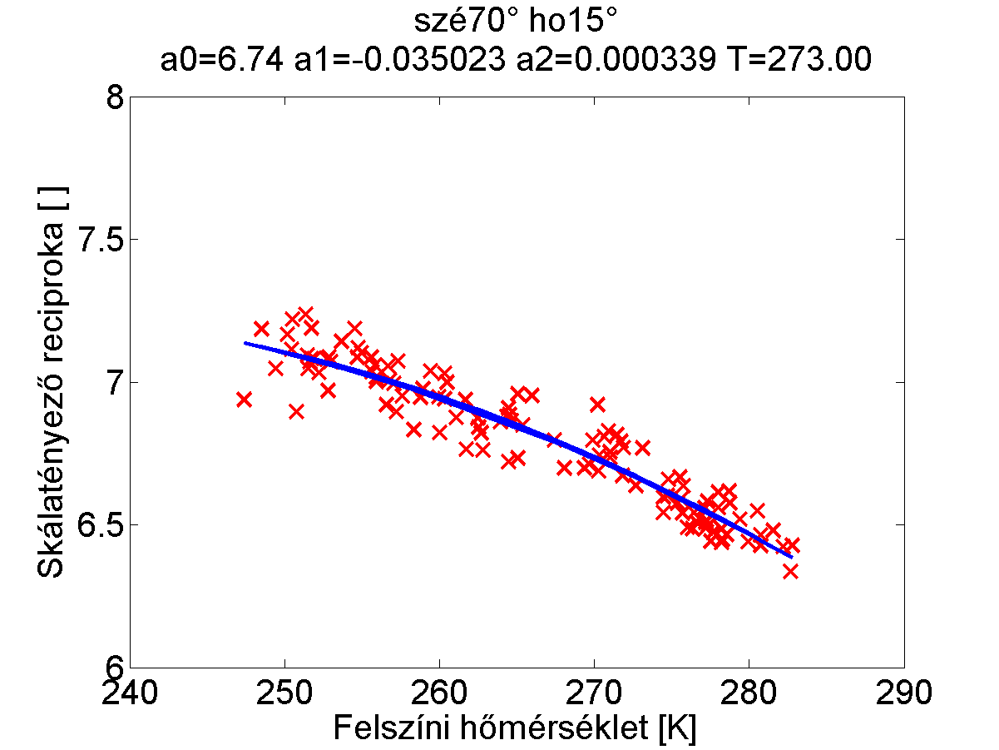 szé70° ho15°
a0=6.74 a1=-0.035023 a2=0.000339 T=273.00
8
7.5
7
6.5
6
Skálatényező reciproka [ ]
240 250 260 270 280 290
Felszíni hőmérséklet [K]